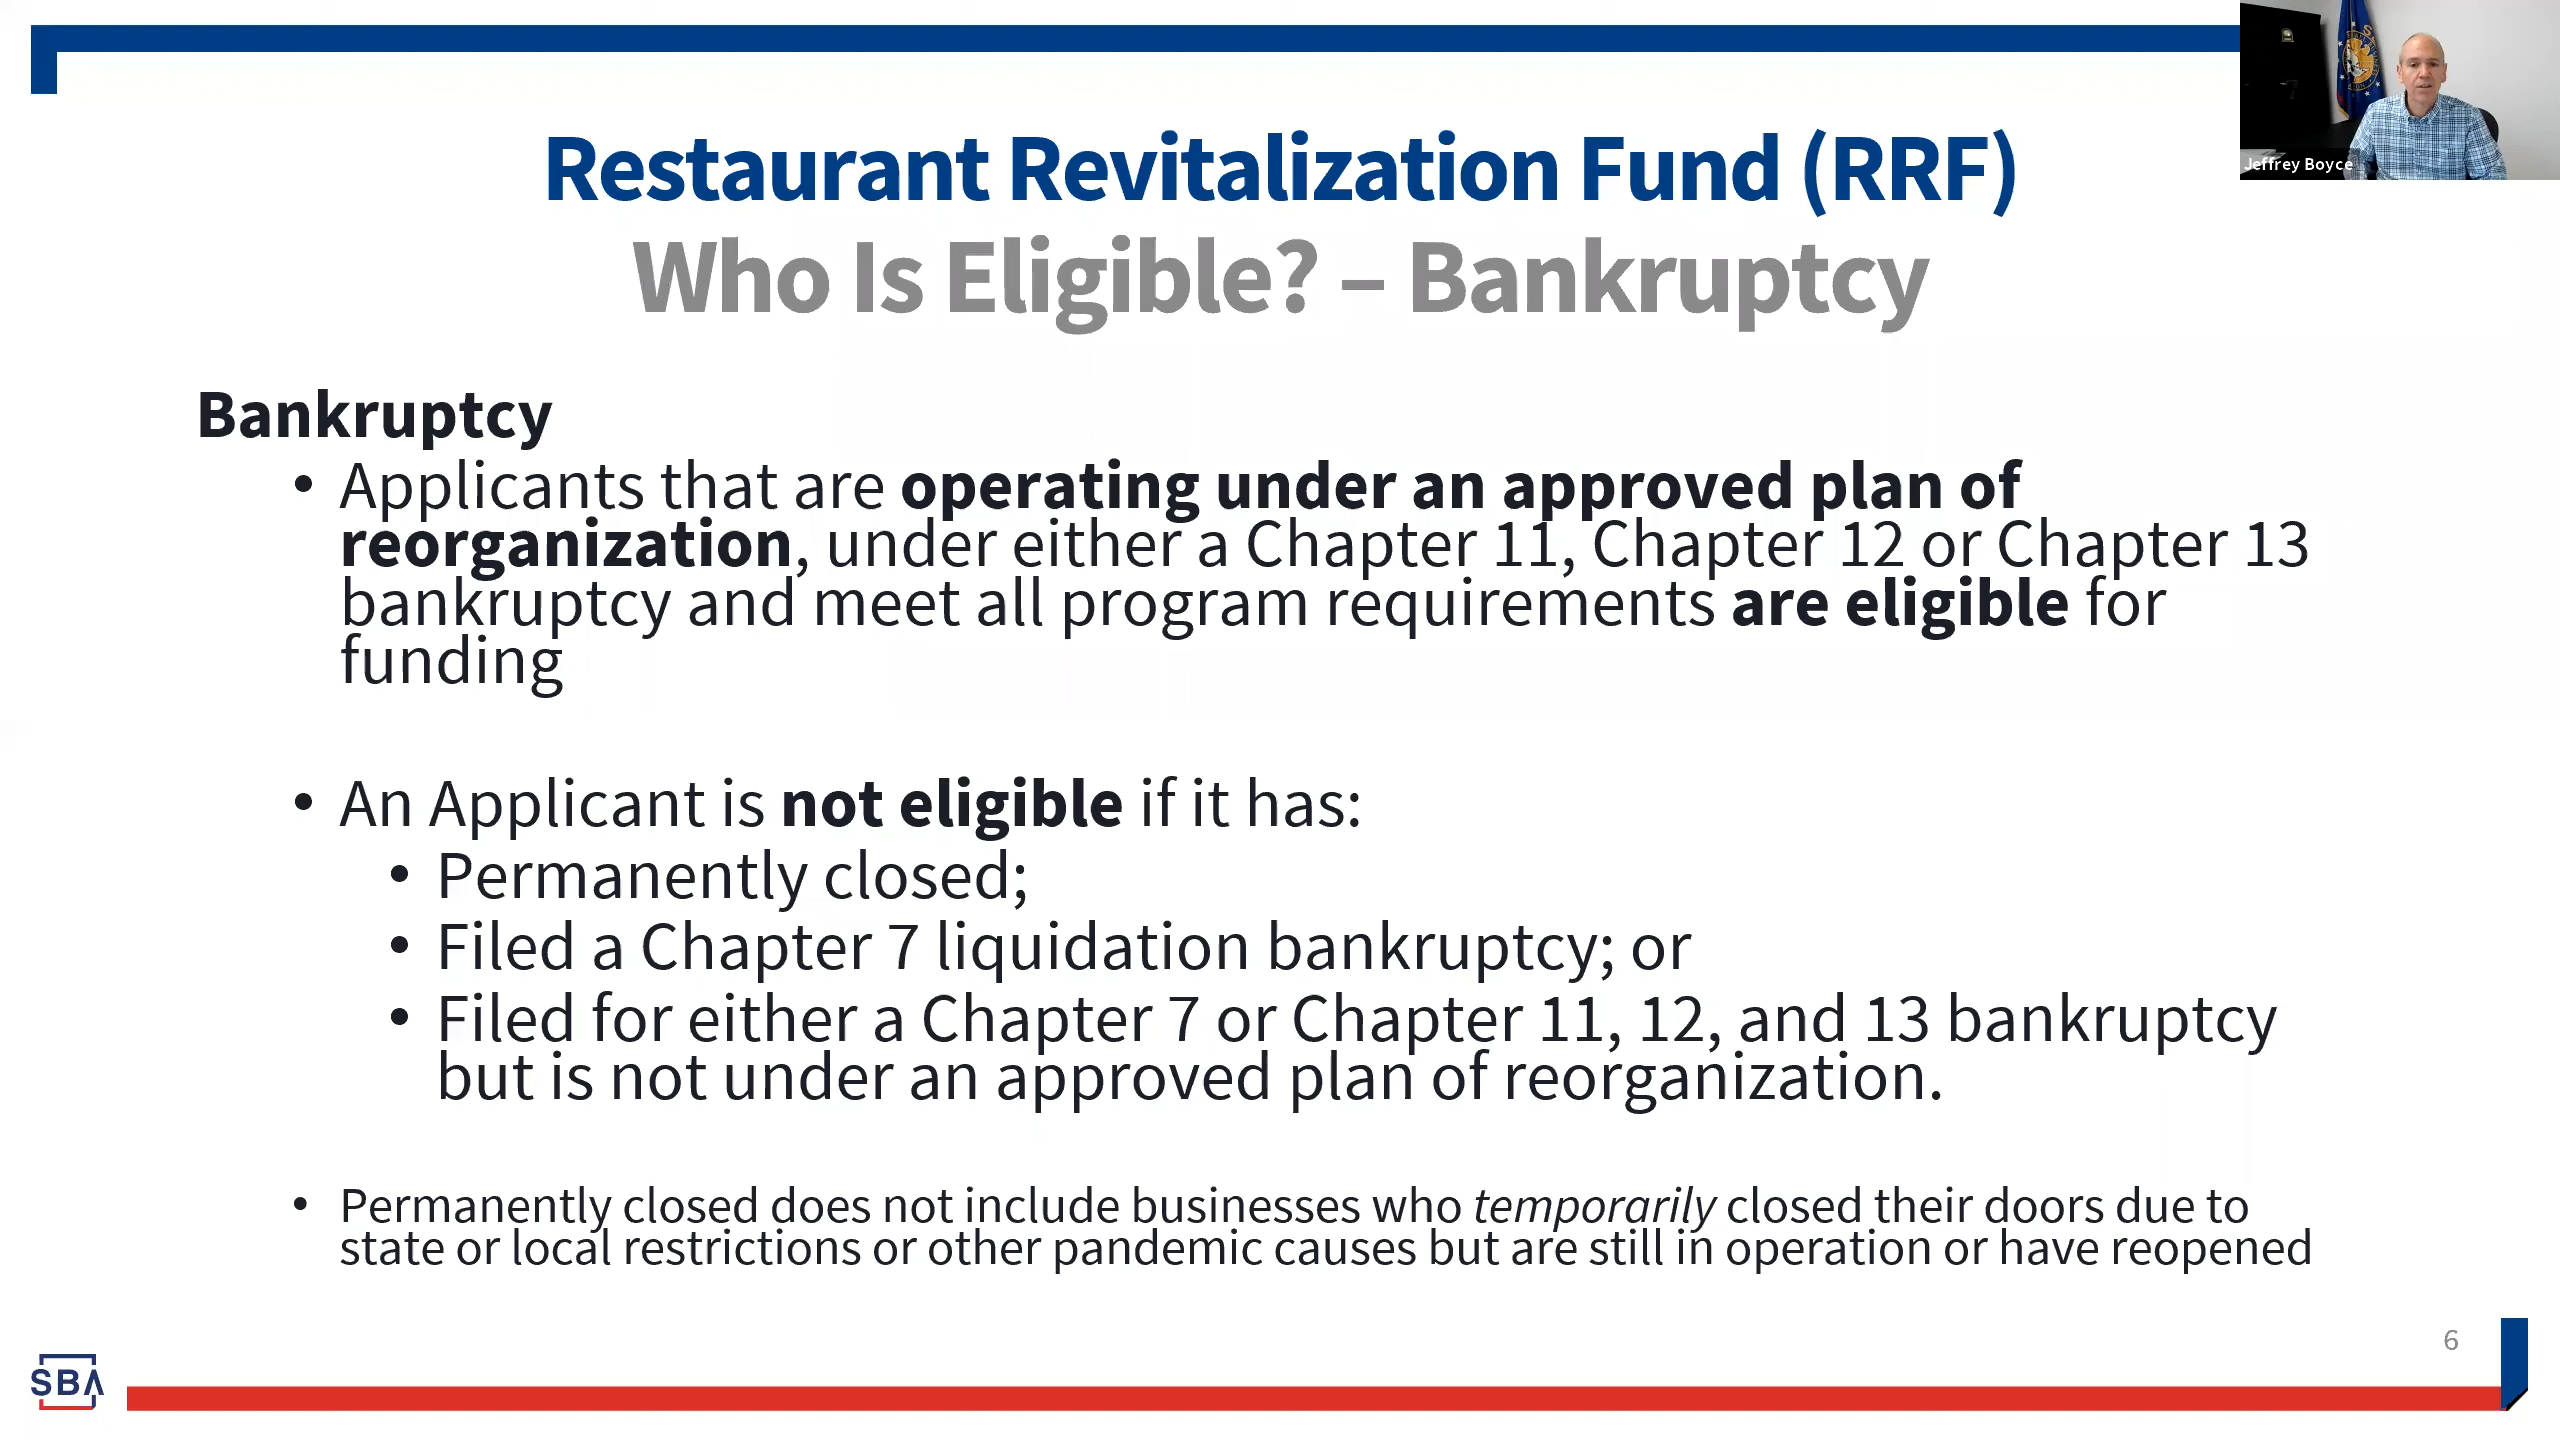 Jeffrey Boyce
Restaurant Revitalization Fund (RRF)
Who Is Eligible? – Bankruptcy
Bankruptcy
• Applicants that are operating under an approved plan of
reorganization, under either a Chapter 11, Chapter 12 or Chapter 13
bankruptcy and meet all program requirements are eligible for
funding
• An Applicant is not eligible if it has:
• Permanently closed;
• Filed a Chapter 7 liquidation bankruptcy; or
• Filed for either a Chapter 7 or Chapter 11, 12, and 13 bankruptcy
but is not under an approved plan of reorganization.
• Permanently closed does not include businesses who temporarily closed their doors due to
state or local restrictions or other pandemic causes but are still in operation or have reopened
6
SBA